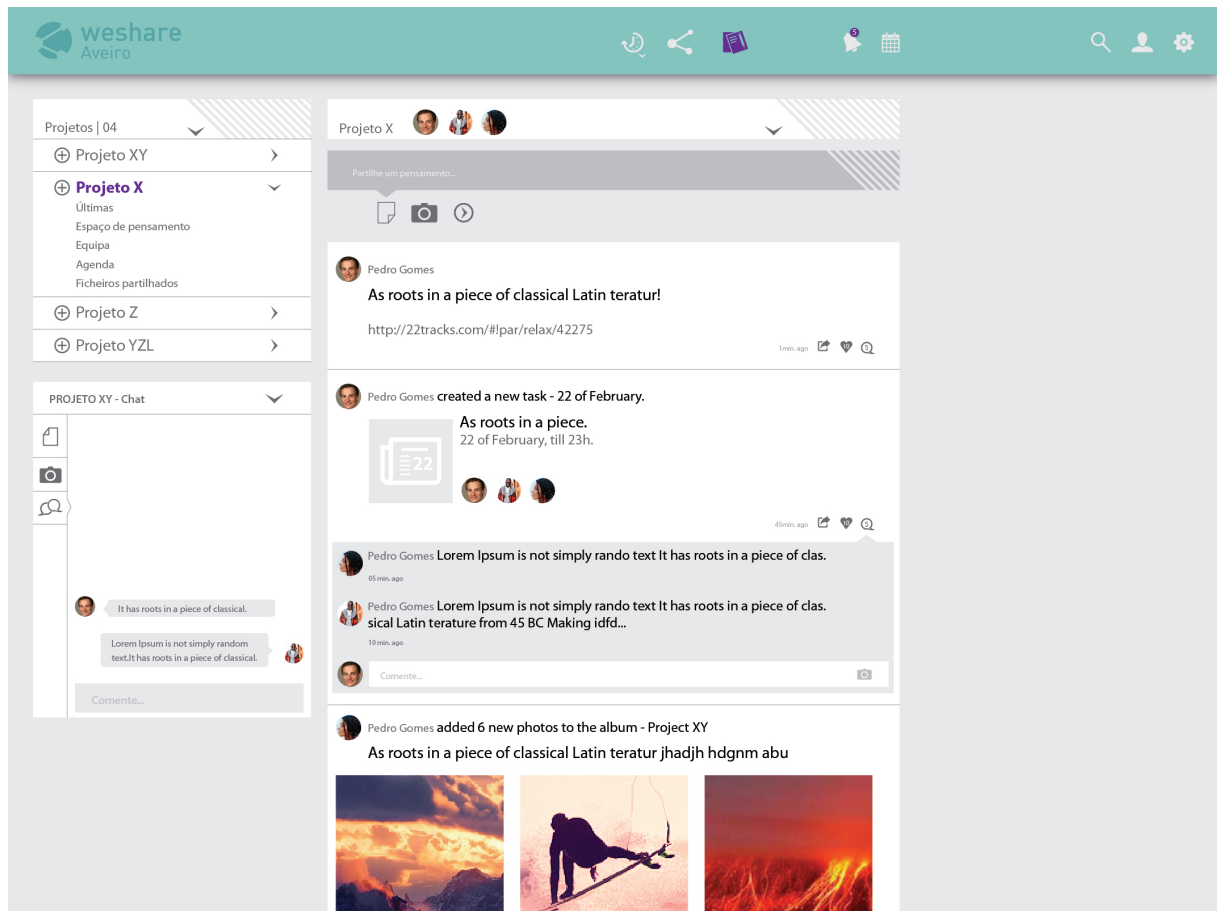 weshare
Aveiro
5
Projetos | 04
Projeto XY
Projeto X
Últimas
Espaço de pensamento
Equipa
Agenda
Ficheiros partilhados
Projeto Z
Projeto YZL
PROJETO XY - Chat
It has roots in a piece of classical.
Lorem Ipsum is not simply random
text.It has roots in a piece of classical.
Comente...
Projeto X
Partilhe um pensamento...
Pedro Gomes
As roots in a piece of classical Latin teratur!
http://22tracks.com/#!par/relax/42275
1min. ago 10 5
Pedro Gomes created a new task - 22 of February.
As roots in a piece.
22 of February, till 23h.
22
45min. ago 10 5
Pedro Gomes Lorem Ipsum is not simply rando text It has roots in a piece of clas.
05 min. ago
Pedro Gomes Lorem Ipsum is not simply rando text It has roots in a piece of clas.
sical Latin terature from 45 BC Making idfd...
10 min. ago
Comente...
Pedro Gomes added 6 new photos to the album - Project XY
As roots in a piece of classical Latin teratur jhadjh hdgnm abu